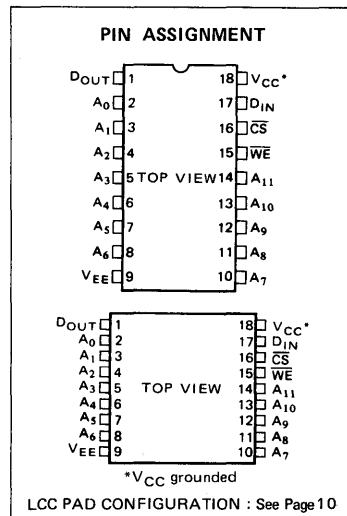 PIN ASSIGNMENT
DOUT 1 18 VCC*
A0 2 17 DIN
A1 3 16 C̅S̅
A2 4 15 W̅E̅
A3 5 TOP VIEW 14 A11
A4 6 13 A10
A5 7 12 A9
A6 8 11 A8
VEE 9 10 A7
DOUT 1 18 VCC*
A0 2 17 DIN
A1 3 16 C̅S̅
A2 4 15 W̅E̅
A3 5 TOP VIEW 14 A11
A4 6 13 A10
A5 7 12 A9
A6 8 11 A8
VEE 9 10 A7
*VCC grounded
LCC PAD CONFIGURATION : See Page 10